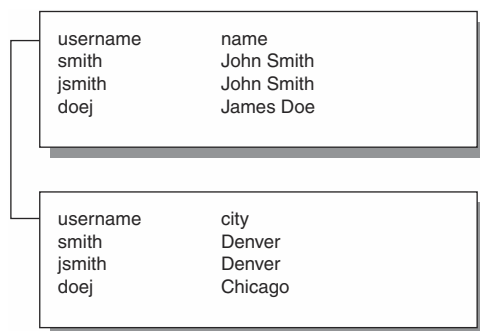 username name
smith John Smith
jsmith John Smith
doej James Doe
username city
smith Denver
jsmith Denver
doej Chicago